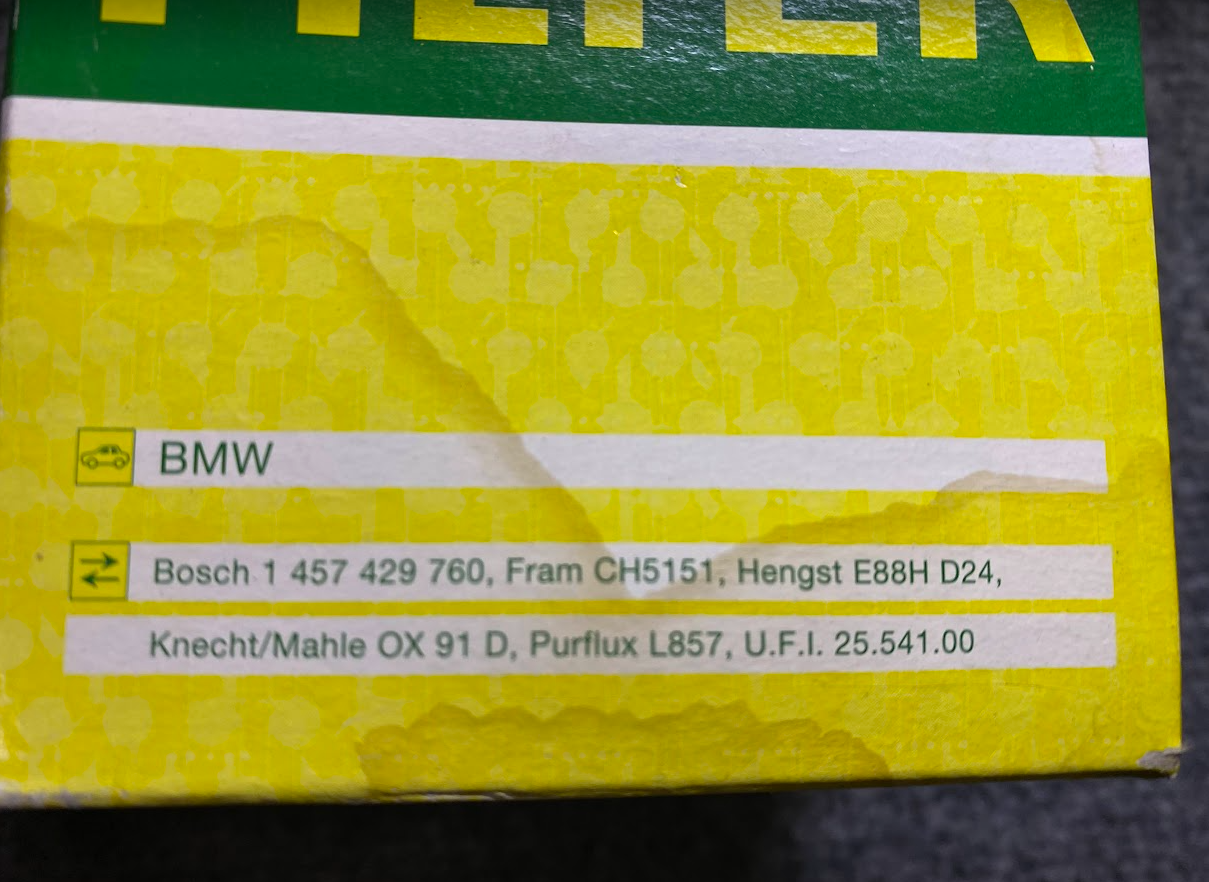 FILTER
BMW
Bosch 1 457 429 760, Fram CH5151, Hengst E88H D24,
Knecht/Mahle OX 91 D, Purflux L857, U.F.I. 25.541.00